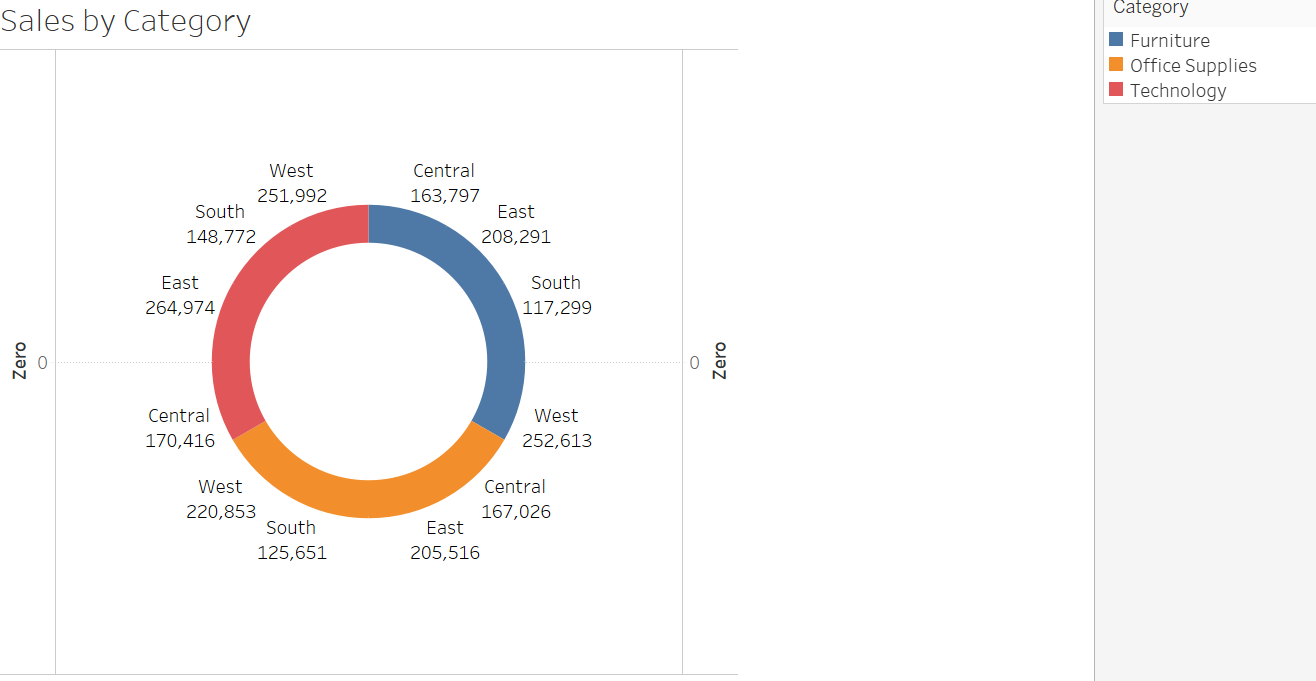 Sales by Category
Category
Furniture
Office Supplies
Technology
West
251,992
Central
163,797
South
148,772
East
208,291
East
264,974
South
117,299
Zero
0
0
Zero
Central
170,416
West
252,613
West
220,853
Central
167,026
South
125,651
East
205,516